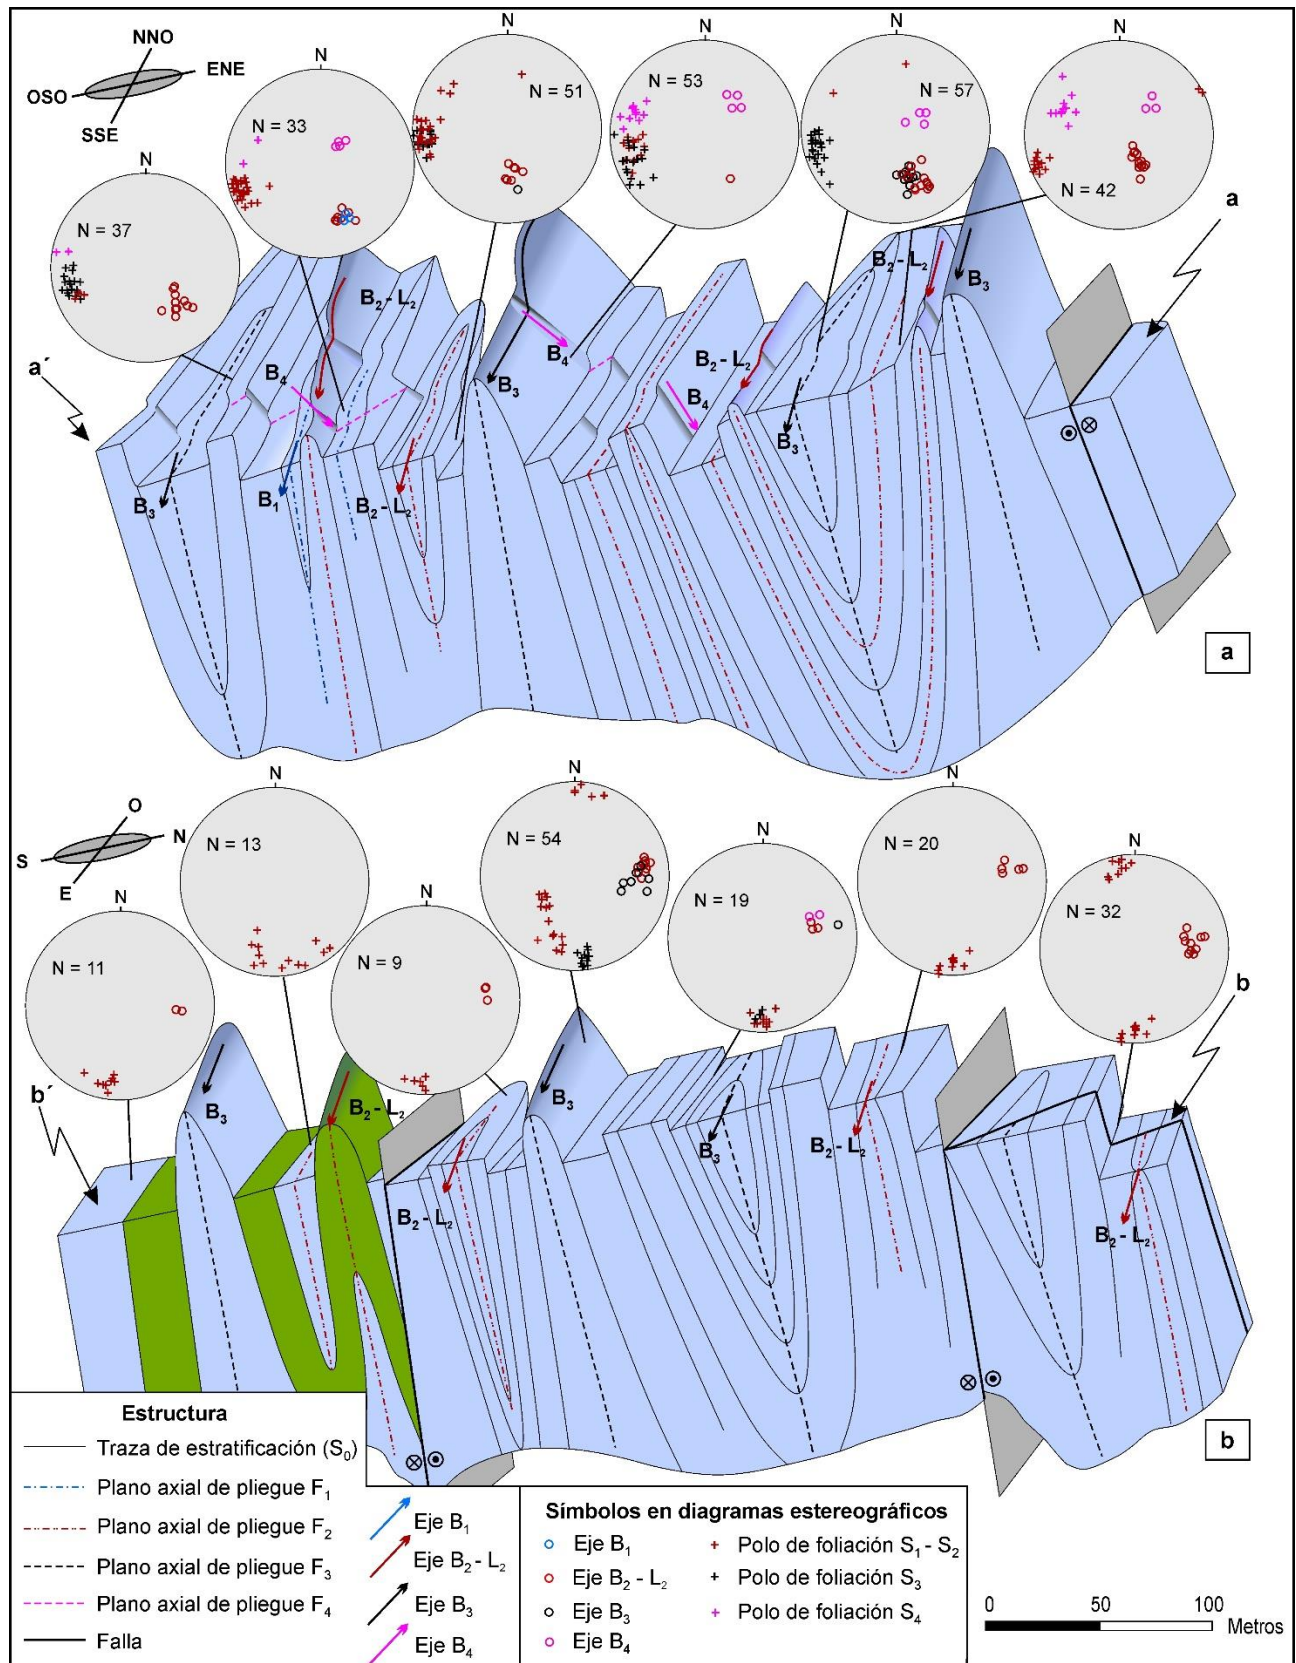 NNO
ENE
OSO
SSE
N
N = 33
N
N = 51
N
N = 53
N
N = 57
N
N = 42
N
N = 37
a
a´
B₂ - L₂
B₄
B₃
B₄
B₃
B₂ - L₂
B₄
B₂ - L₂
B₃
B₃
B₃
B₁
B₂ - L₂
a
O
N
S
E
N
N = 13
N
N = 54
N
N = 19
N
N = 20
N
N = 32
N
N = 11
N
N = 9
b
b´
B₃
B₂ - L₂
B₃
B₂ - L₂
B₃
B₂ - L₂
B₂ - L₂
b
Estructura
Traza de estratificación (S₀)
Plano axial de pliegue F₁
Plano axial de pliegue F₂
Plano axial de pliegue F₃
Plano axial de pliegue F₄
Falla
Eje B₁
Eje B₂ - L₂
Eje B₃
Eje B₄
Símbolos en diagramas estereográficos
Eje B₁
Eje B₂ - L₂
Eje B₃
Eje B₄
Polo de foliación S₁ - S₂
Polo de foliación S₃
Polo de foliación S₄
0 50 100
Metros